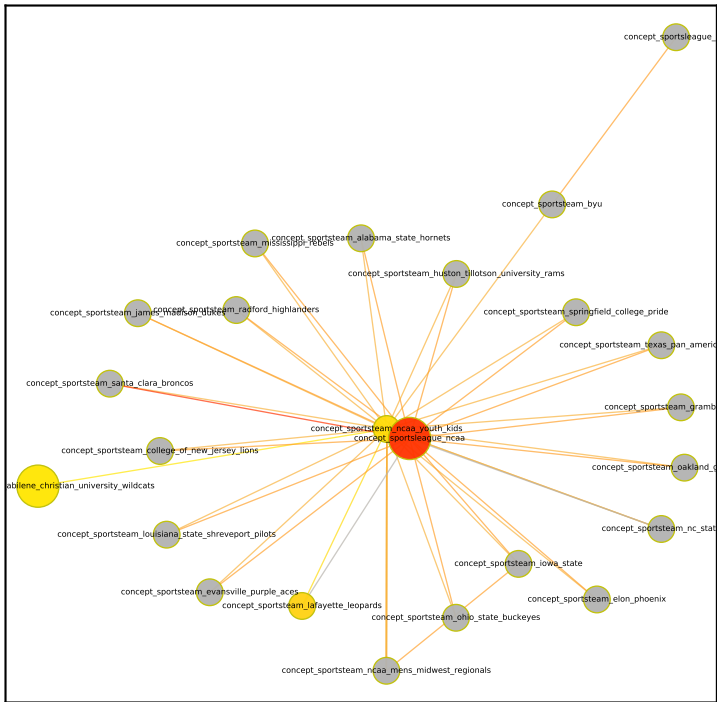 concept_sportsleague_
concept_sportsteam_byu
concept_sportsteam_alabama_state_hornets
concept_sportsteam_mississippi_rebels
concept_sportsteam_huston_tillotson_university_rams
concept_sportsteam_radford_highlanders
concept_sportsteam_james_madison_dukes
concept_sportsteam_springfield_college_pride
concept_sportsteam_texas_pan_americ
concept_sportsteam_santa_clara_broncos
concept_sportsteam_gramb
concept_sportsteam_ncaa_youth_kids
concept_sportsleague_ncaa
concept_sportsteam_college_of_new_jersey_lions
concept_sportsteam_oakland_g
abilene_christian_university_wildcats
concept_sportsteam_nc_stat
concept_sportsteam_louisiana_state_shreveport_pilots
concept_sportsteam_iowa_state
concept_sportsteam_evansville_purple_aces
concept_sportsteam_elon_phoenix
concept_sportsteam_lafayette_leopards
concept_sportsteam_ohio_state_buckeyes
concept_sportsteam_ncaa_mens_midwest_regionals